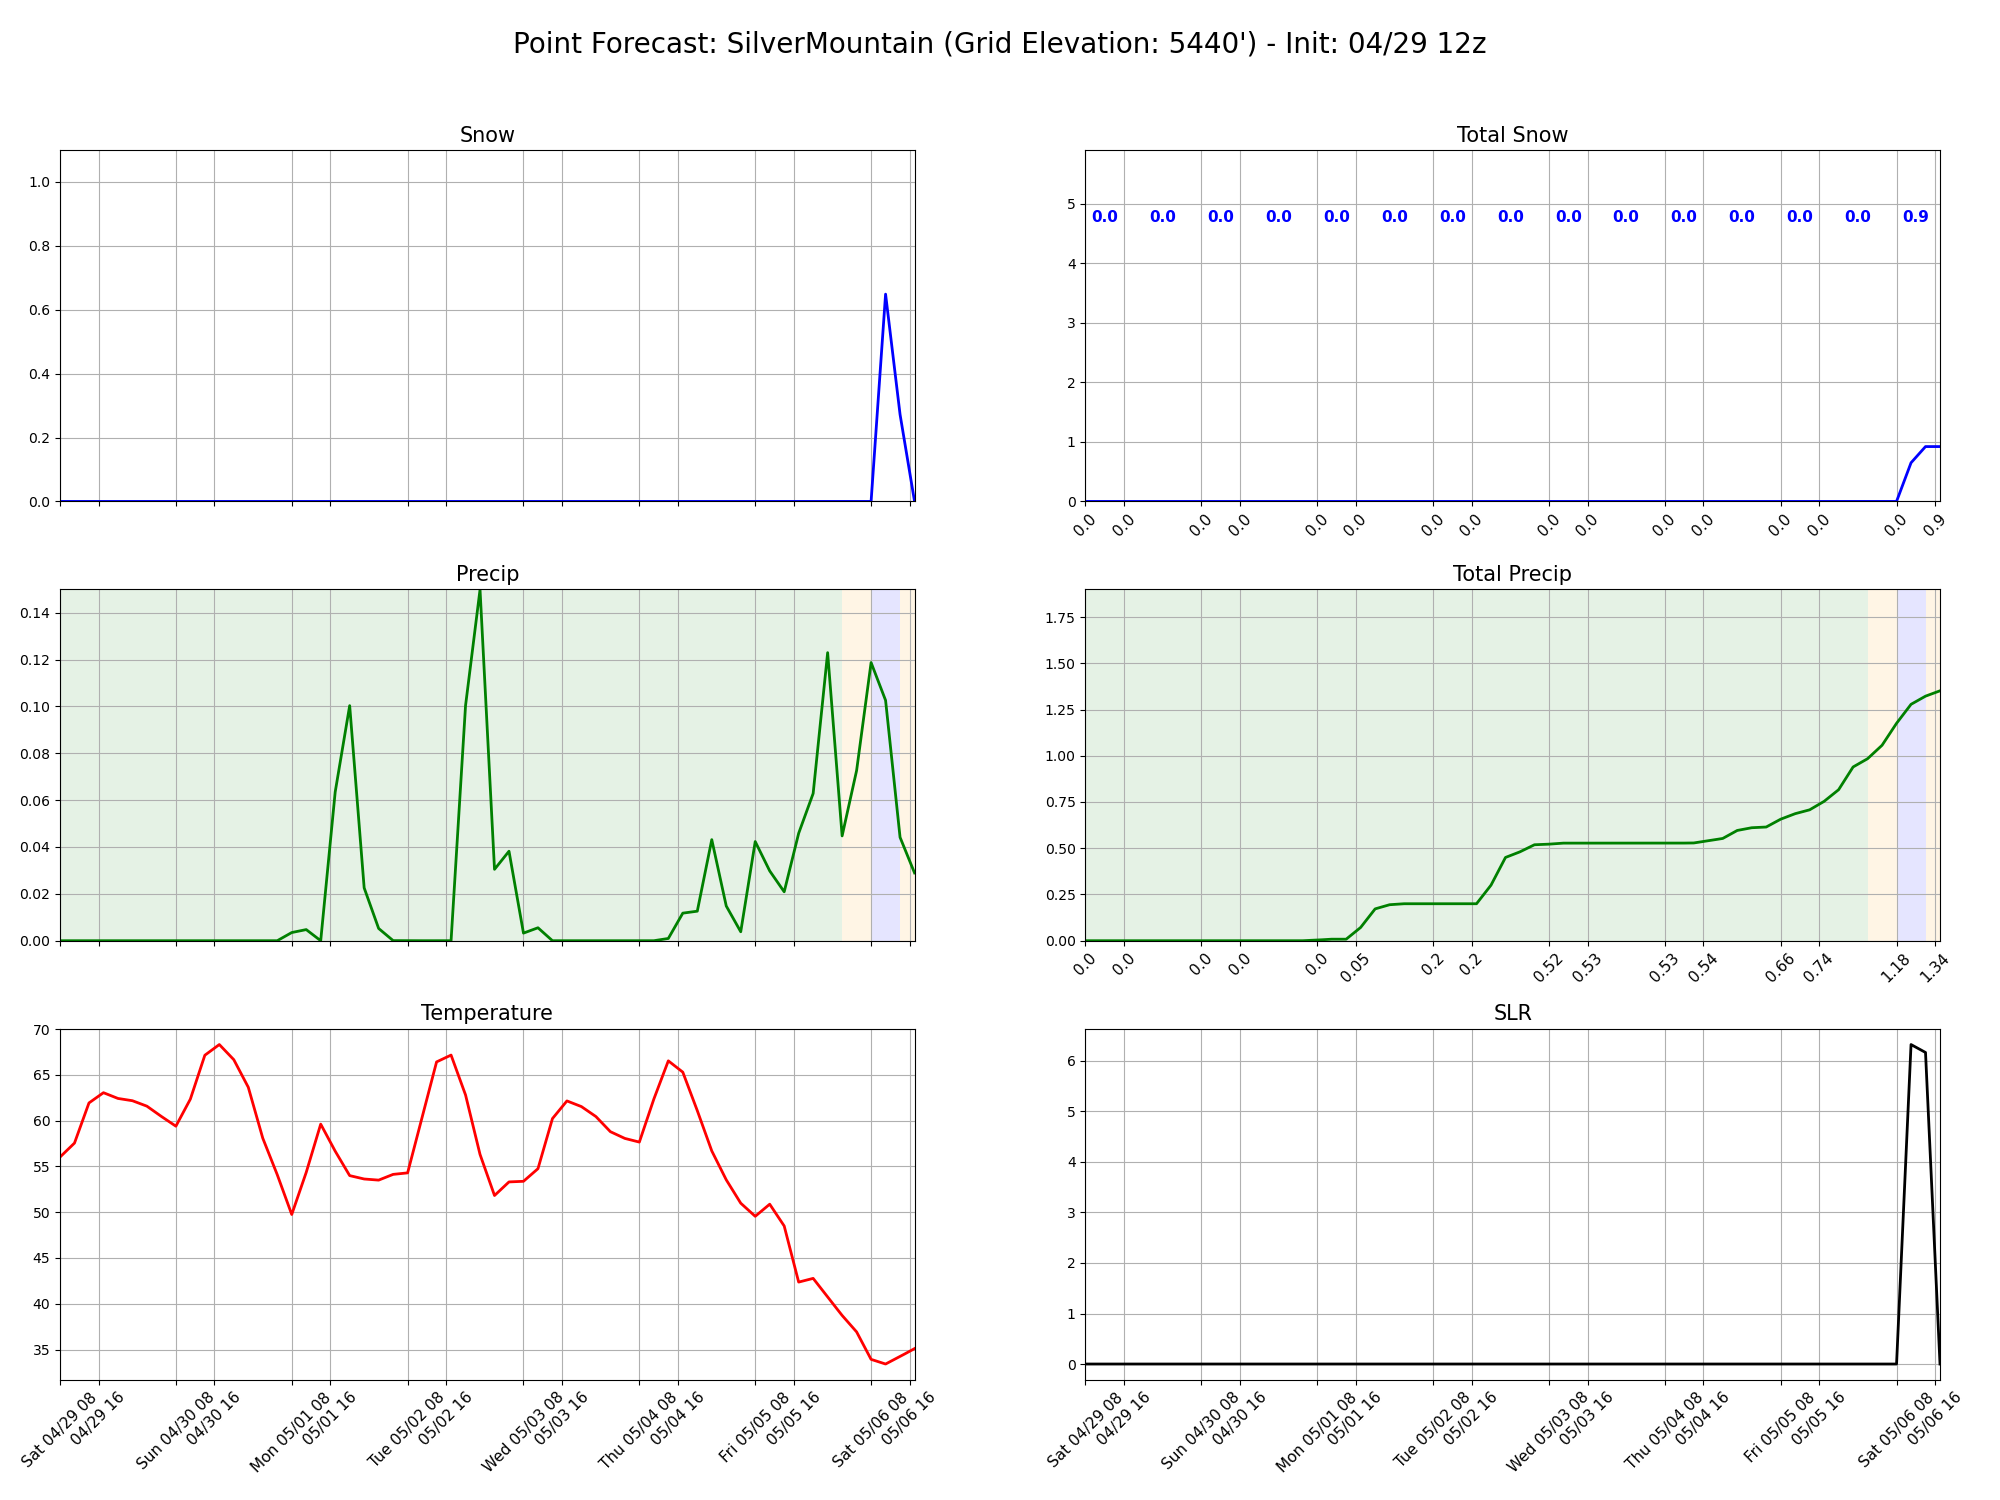 Point Forecast: SilverMountain (Grid Elevation: 5440') - Init: 04/29 12z
Snow
1.0
0.8
0.6
0.4
0.2
0.0
Total Snow
5
4
3
2
1
0
0.0 0.0 0.0 0.0 0.0 0.0 0.0 0.0 0.0 0.0 0.0 0.0 0.0 0.0 0.9
0.0 0.0 0.0 0.0 0.0 0.0 0.0 0.0 0.0 0.0 0.0 0.0 0.0 0.0 0.0 0.9
Precip
0.14
0.12
0.10
0.08
0.06
0.04
0.02
0.00
Total Precip
1.75
1.50
1.25
1.00
0.75
0.50
0.25
0.00
0.0 0.0 0.0 0.0 0.0 0.05 0.2 0.2 0.52 0.53 0.53 0.54 0.66 0.74 1.18 1.34
Temperature
70
65
60
55
50
45
40
35
Sat 04/29 08
04/29 16
Sun 04/30 08
04/30 16
Mon 05/01 08
05/01 16
Tue 05/02 08
05/02 16
Wed 05/03 08
05/03 16
Thu 05/04 08
05/04 16
Fri 05/05 08
05/05 16
Sat 05/06 08
05/06 16
SLR
6
5
4
3
2
1
0
Sat 04/29 08
04/29 16
Sun 04/30 08
04/30 16
Mon 05/01 08
05/01 16
Tue 05/02 08
05/02 16
Wed 05/03 08
05/03 16
Thu 05/04 08
05/04 16
Fri 05/05 08
05/05 16
Sat 05/06 08
05/06 16